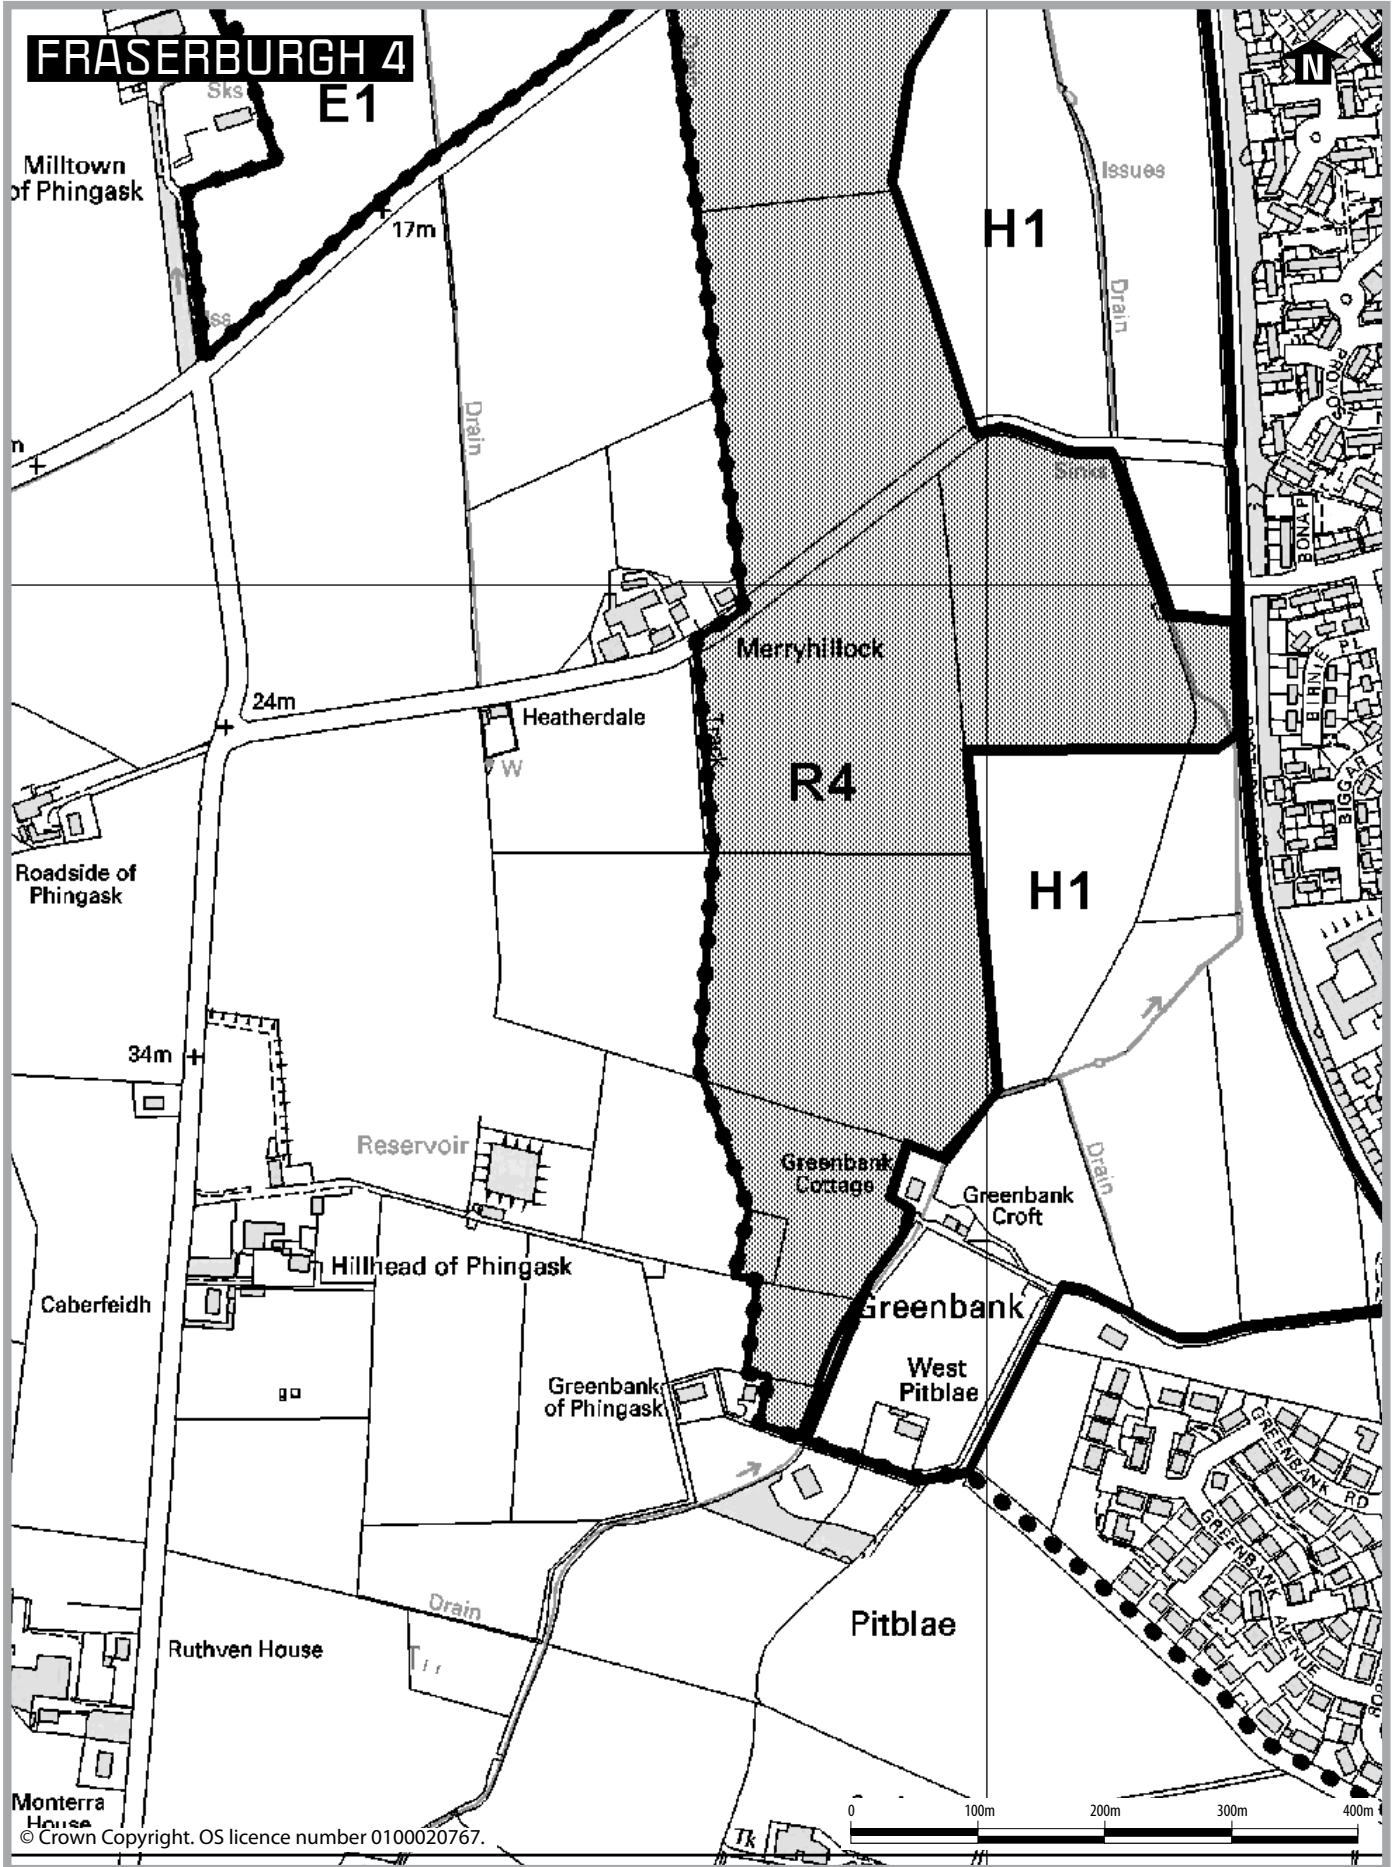 FRASERBURGH 4
N
Sks
E1
Drain
Milltown
of Phingask
Issues
17m
H1
Drain
Iss
Drain
m
Sinks
BONA P
Merryhillock
BIRNIE PL
24m
Heatherdale
Track
W
R4
BIGGAR
Roadside of
Phingask
H1
34m
Reservoir
Greenbank
Cottage
Drain
Greenbank
Croft
Hillhead of Phingask
Caberfeidh
Greenbank
West
Pitblae
Greenbank
of Phingask
GREENBANK RD
GREENBANK AVENUE
Drain
Pitblae
Ruthven House
Monterra
House
0 100m 200m 300m 400m
© Crown Copyright. OS licence number 0100020767.
Tk